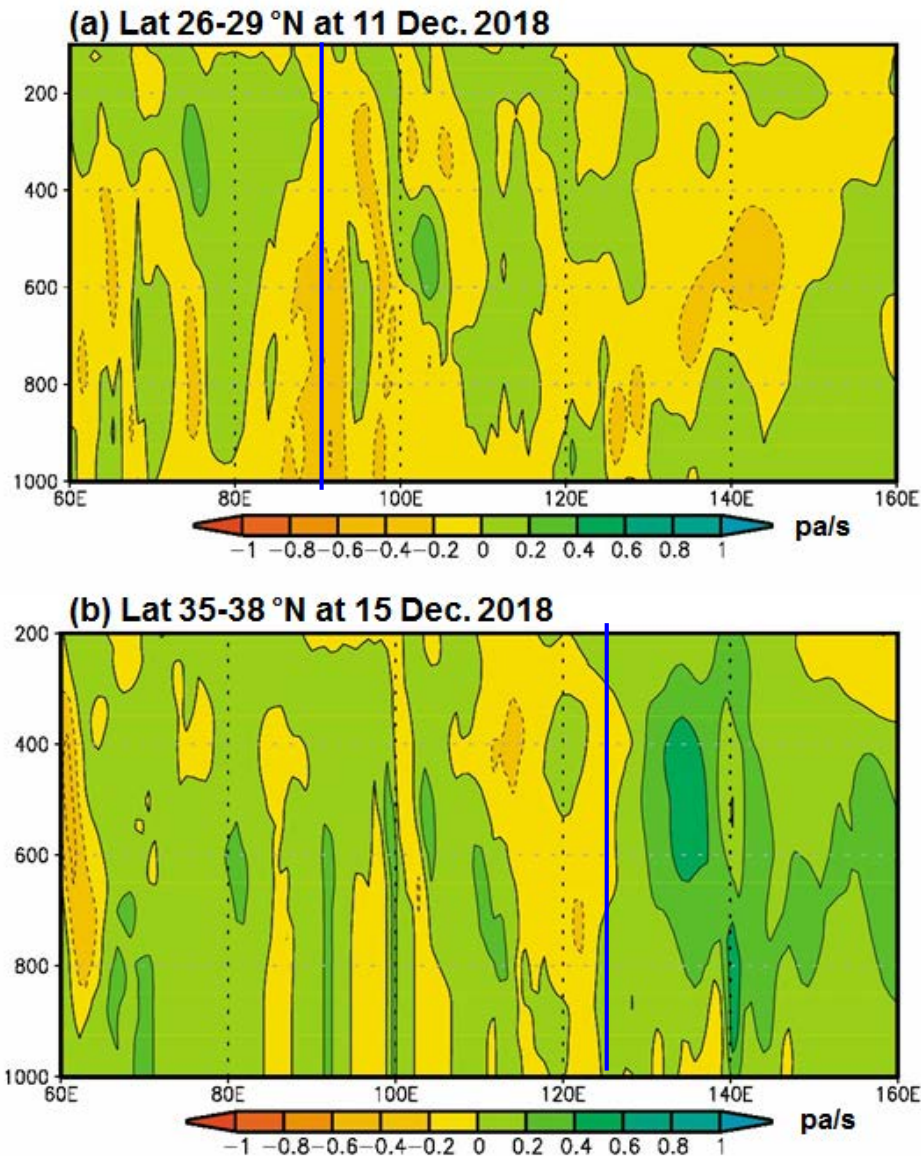 (a) Lat 26-29 °N at 11 Dec. 2018
200
400
600
800
1000
60E 80E 100E 120E 140E 160E
-1 -0.8 -0.6 -0.4 -0.2 0 0.2 0.4 0.6 0.8 1 pa/s
(b) Lat 35-38 °N at 15 Dec. 2018
200
400
600
800
1000
60E 80E 100E 120E 140E 160E
-1 -0.8 -0.6 -0.4 -0.2 0 0.2 0.4 0.6 0.8 1 pa/s